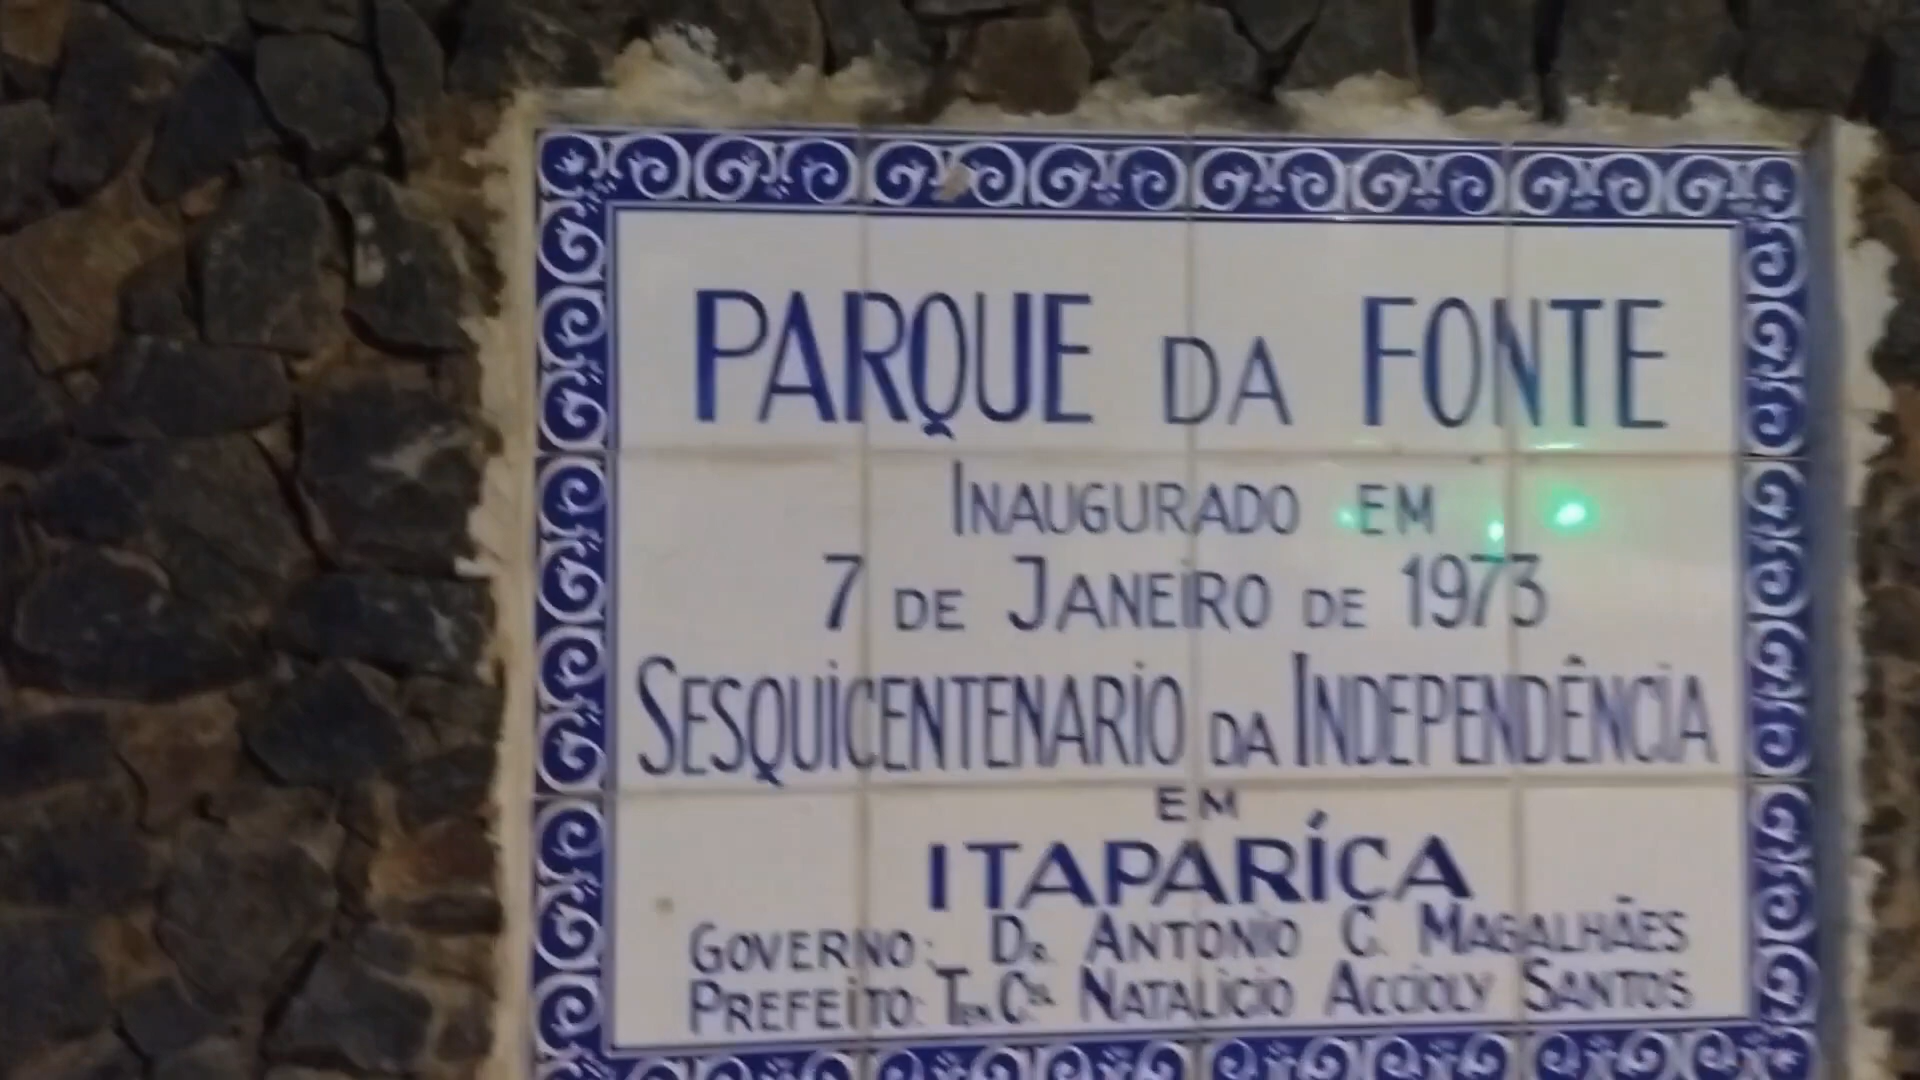 PARQUE DA FONTE
INAUGURADO EM
7 DE JANEIRO DE 1973
SESQUICENTENARIO DA INDEPENDÊNCIA
EM
ITAPARÍCA
GOVERNO: DR. ANTONIO C. MAGALHÃES
PREFEITO: TEN. CEL. NATALICIO ACCIOLY SANTOS